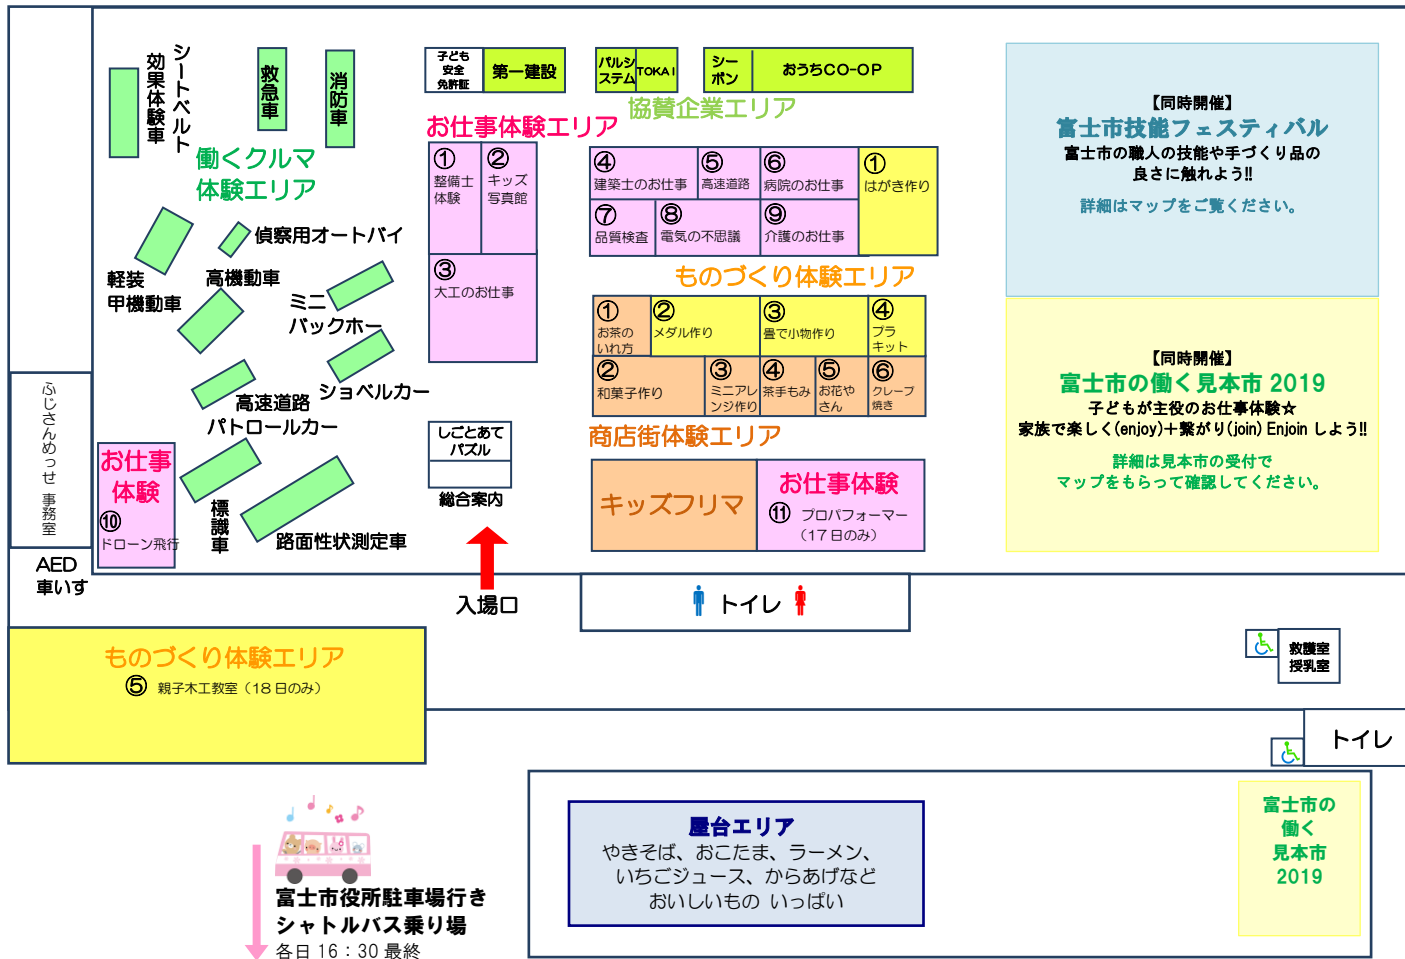 シートベルト
効果体験車
救急車
消防車
働くクルマ
体験エリア
偵察用オートバイ
軽装
甲機動車
高機動車
ミニ
バックホー
ショベルカー
高速道路
パトロールカー
標識車
路面性状測定車
お仕事
体験
⑩
ドローン飛行
ふじさんめっせ 事務室
AED
車いす
子ども
安全
免許証
第一建設
パルシ
ステム
TOKAI
シー
ボン
おうちCO-OP
協賛企業エリア
お仕事体験エリア
①
整備士
体験
②
キッズ
写真館
③
大工のお仕事
④
建築士のお仕事
⑤
高速道路
⑥
病院のお仕事
①
はがき作り
⑦
品質検査
⑧
電気の不思議
⑨
介護のお仕事
ものづくり体験エリア
①
お茶の
いれ方
②
メダル作り
③
畳で小物作り
④
プラ
キット
②
和菓子作り
③
ミニアレ
ンジ作り
④
茶手もみ
⑤
お花や
さん
⑥
クレープ
焼き
商店街体験エリア
しごとあて
パズル
総合案内
入場口
キッズフリマ
お仕事体験
⑪ プロパフォーマー
（17日のみ）
トイレ
【同時開催】
富士市技能フェスティバル
富士市の職人の技能や手づくり品の
良さに触れよう!!
詳細はマップをご覧ください。
【同時開催】
富士市の働く見本市 2019
子どもが主役のお仕事体験☆
家族で楽しく(enjoy)＋繋がり(join) Enjoin しよう!!
詳細は見本市の受付で
マップをもらって確認してください。
救護室
授乳室
トイレ
ものづくり体験エリア
⑤ 親子木工教室（18日のみ）
富士市役所駐車場行き
シャトルバス乗り場
各日 16：30 最終
屋台エリア
やきそば、おこたま、ラーメン、
いちごジュース、からあげなど
おいしいもの いっぱい
富士市の
働く
見本市
2019